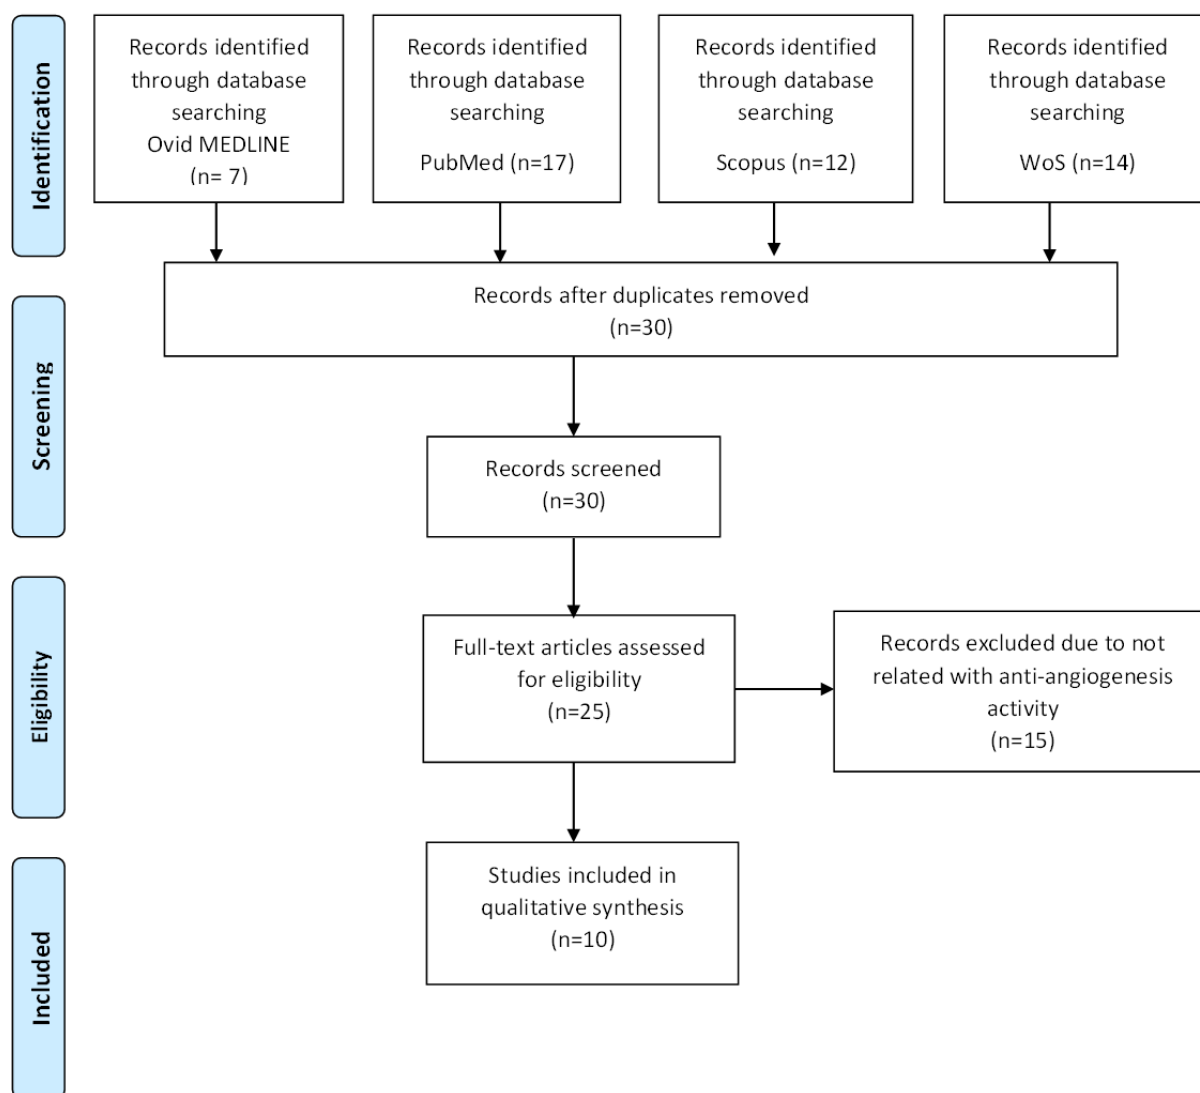 Identification
Records identified
through database
searching
Ovid MEDLINE
(n= 7)
Records identified
through database
searching
PubMed (n=17)
Records identified
through database
searching
Scopus (n=12)
Records identified
through database
searching
WoS (n=14)
Screening
Records after duplicates removed
(n=30)
Records screened
(n=30)
Eligibility
Full-text articles assessed
for eligibility
(n=25)
Records excluded due to not
related with anti-angiogenesis
activity
(n=15)
Included
Studies included in
qualitative synthesis
(n=10)